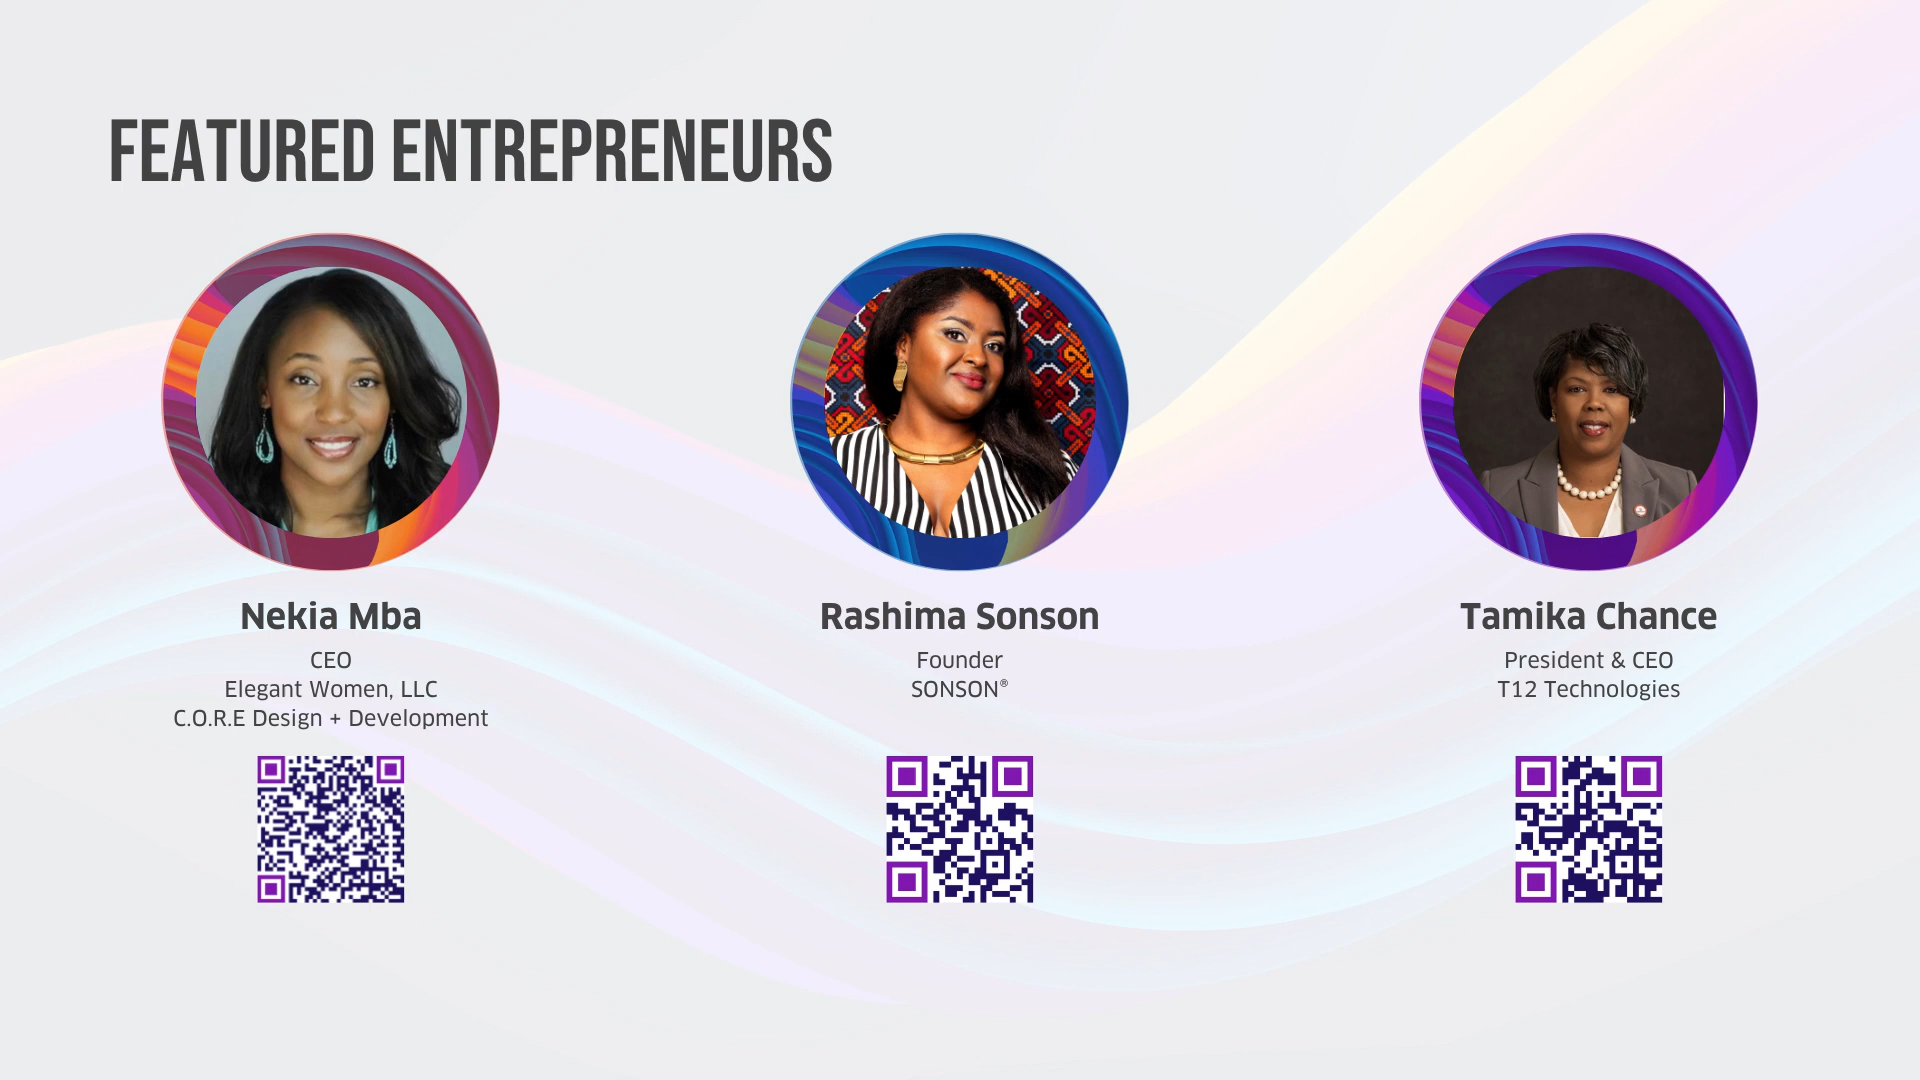 FEATURED ENTREPRENEURS
Nekia Mba
CEO
Elegant Women, LLC
C.O.R.E Design + Development
Rashima Sonson
Founder
SONSON®
Tamika Chance
President & CEO
T12 Technologies